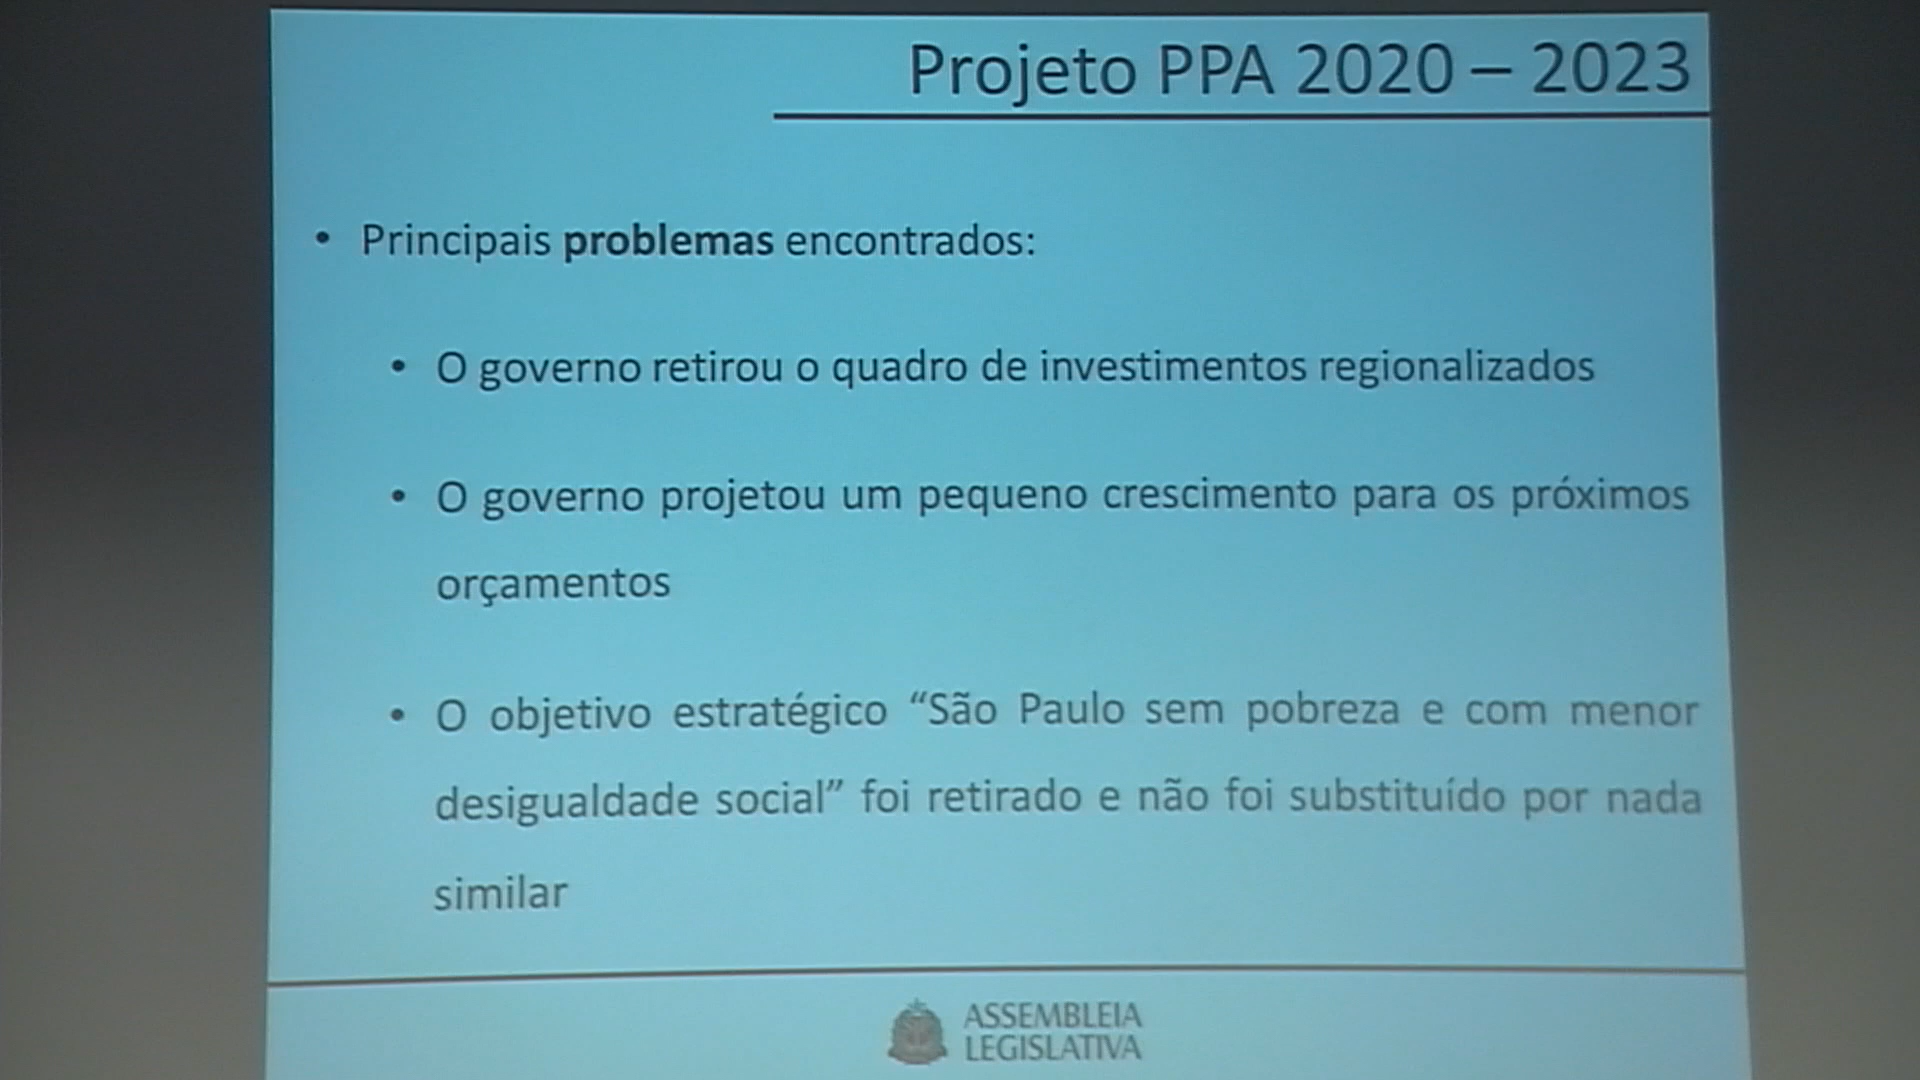 Projeto PPA 2020 – 2023
• Principais problemas encontrados:
• O governo retirou o quadro de investimentos regionalizados
• O governo projetou um pequeno crescimento para os próximos
orçamentos
• O objetivo estratégico “São Paulo sem pobreza e com menor
desigualdade social” foi retirado e não foi substituído por nada
similar
ASSEMBLEIA
LEGISLATIVA